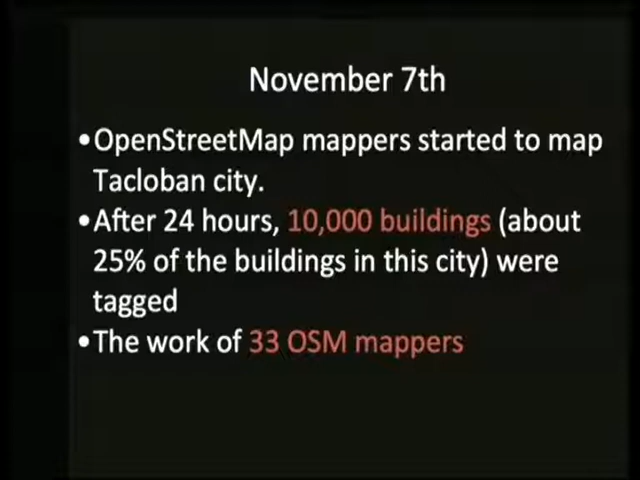 November 7th
•OpenStreetMap mappers started to map
Tacloban city.
•After 24 hours, 10,000 buildings (about
25% of the buildings in this city) were
tagged
•The work of 33 OSM mappers